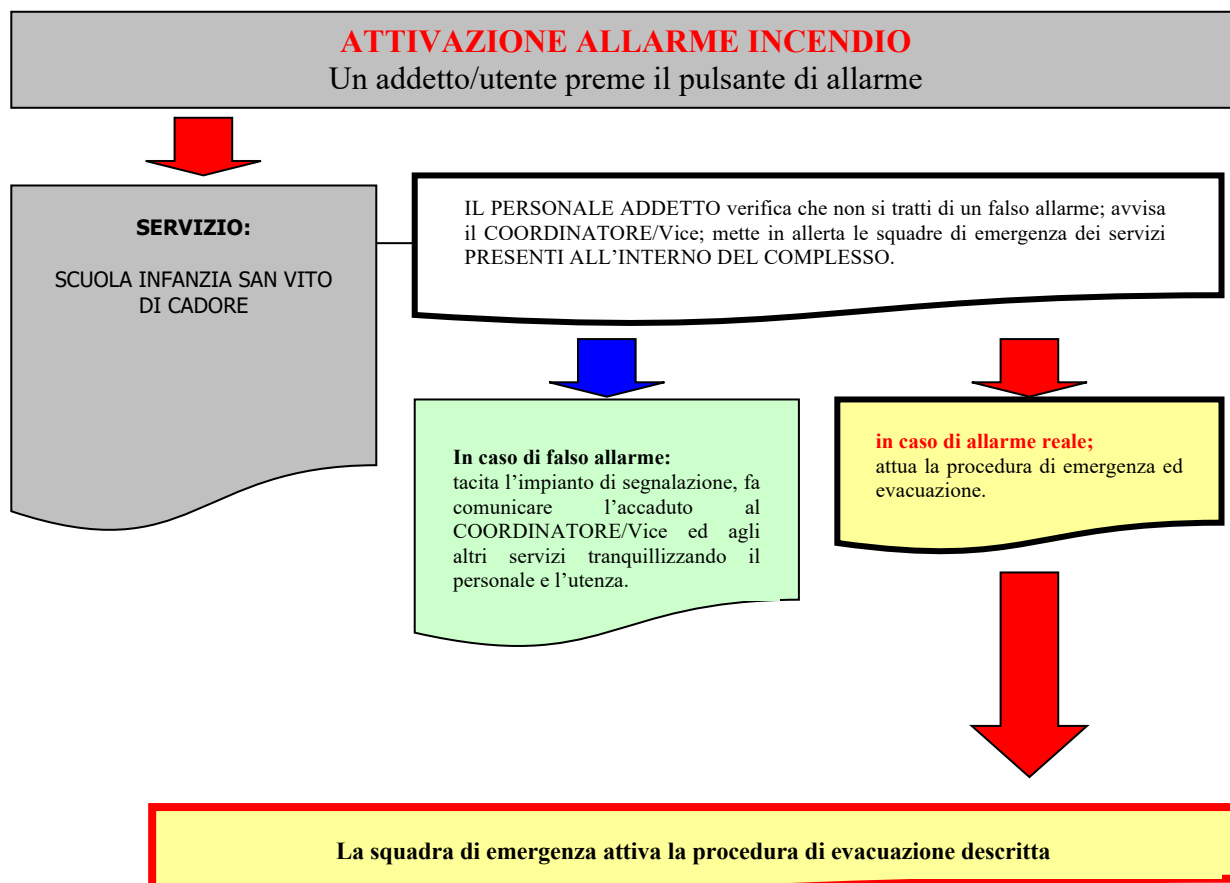 ATTIVAZIONE ALLARME INCENDIO
Un addetto/utente preme il pulsante di allarme
SERVIZIO:
SCUOLA INFANZIA SAN VITO
DI CADORE
IL PERSONALE ADDETTO verifica che non si tratti di un falso allarme; avvisa
il COORDINATORE/Vice; mette in allerta le squadre di emergenza dei servizi
PRESENTI ALL’INTERNO DEL COMPLESSO.
In caso di falso allarme:
tacita l’impianto di segnalazione, fa
comunicare l’accaduto al
COORDINATORE/Vice ed agli
altri servizi tranquillizzando il
personale e l’utenza.
in caso di allarme reale;
attua la procedura di emergenza ed
evacuazione.
La squadra di emergenza attiva la procedura di evacuazione descritta